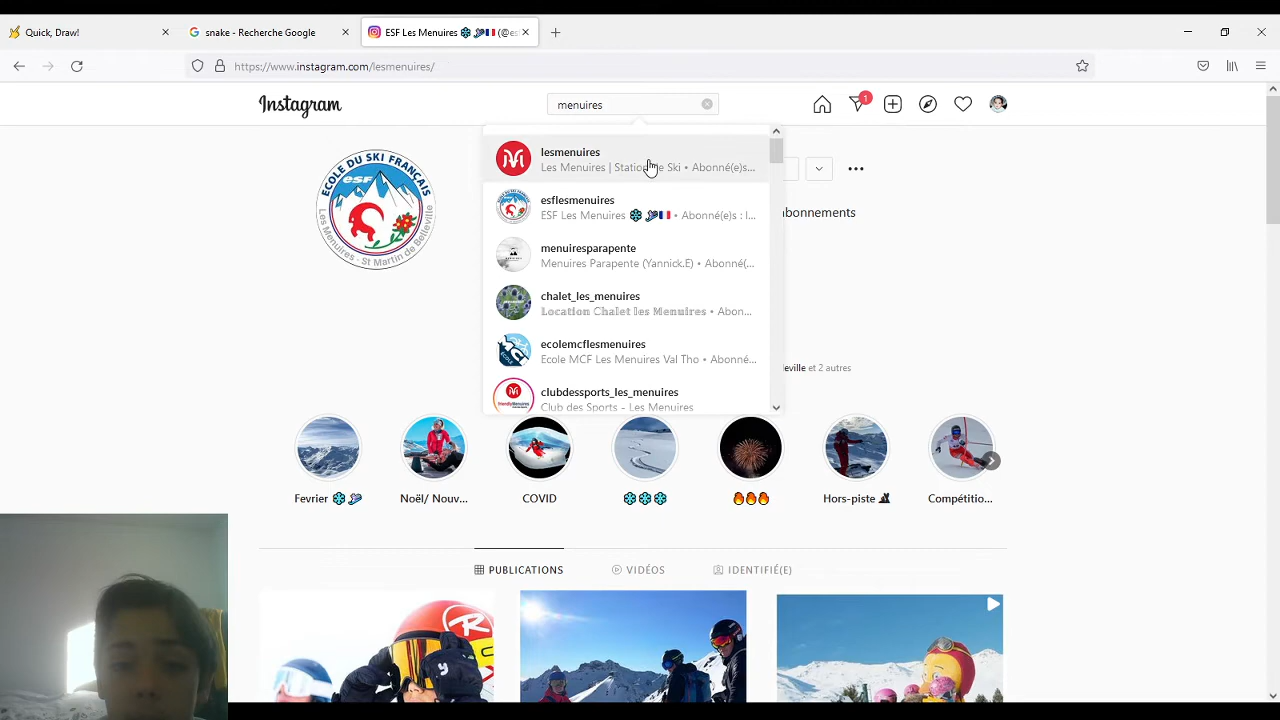 Quick, Draw!
snake - Recherche Google
ESF Les Menuires ❄️🎿🇫🇷 (@es
https://www.instagram.com/lesmenuires/
Instagram
menuires
1
lesmenuires
Les Menuires | Station de Ski • Abonné(e)s...
esflesmenuires
ESF Les Menuires ❄️🎿🇫🇷 • Abonné(e)s : l...
menuiresparapente
Menuires Parapente (Yannick.E) • Abonné(...
chalet_les_menuires
𝕃𝕠𝕔𝕒𝕥𝕚𝕠𝕟 ℂ𝕙𝕒𝕝𝕖𝕥 𝕝𝕖𝕤 𝕄𝕖𝕟𝕦𝕚𝕣𝕖𝕤 • Abon...
ecolemcflesmenuires
Ecole MCF Les Menuires Val Tho • Abonné...
clubdessports_les_menuires
Club des Sports - Les Menuires
abonnements
eville et 2 autres
ECOLE DU SKI FRANÇAIS
esf
Les Menuires - St Martin de Belleville
Fevrier ❄️🎿
Noël/ Nouv...
COVID
❄️❄️❄️
🔥🔥🔥
Hors-piste
Compétitio...
PUBLICATIONS
VIDÉOS
IDENTIFIÉ(E)
R